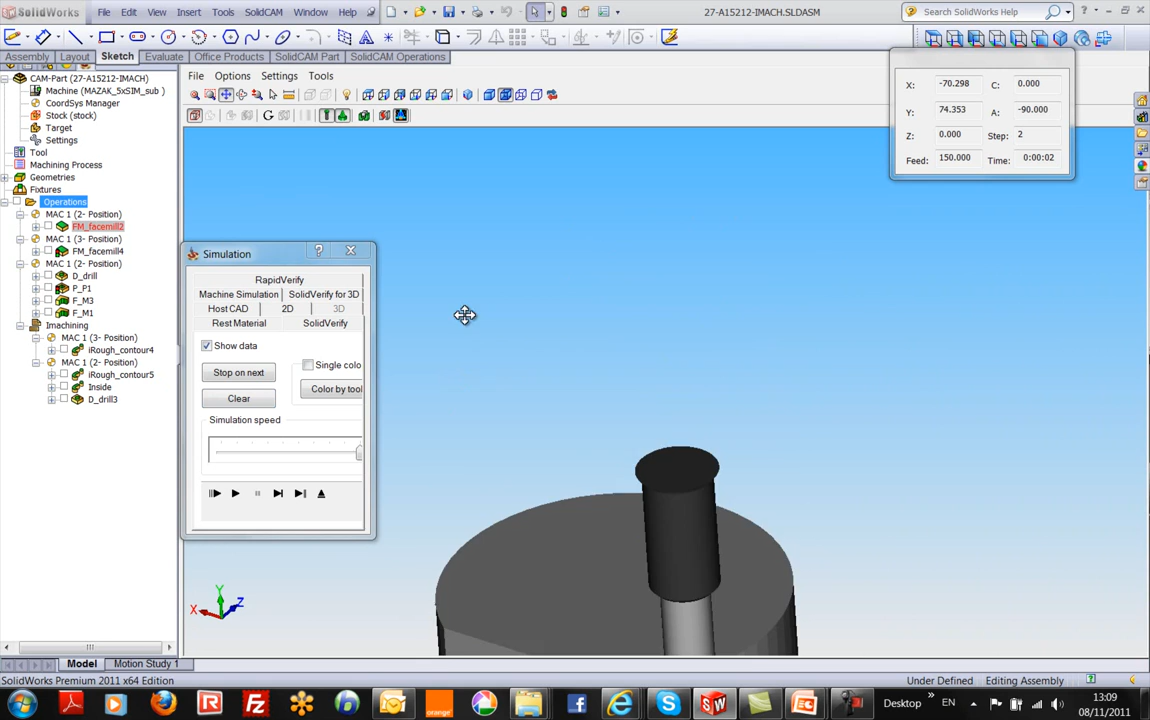 SolidWorks
File Edit View Insert Tools SolidCAM Window Help
27-A15212-IMACH.SLDASM
Search SolidWorks Help
Assembly Layout Sketch Evaluate Office Products SolidCAM Part SolidCAM Operations
CAM-Part (27-A15212-IMACH)
Machine (MAZAK_5xSIM_sub )
CoordSys Manager
Stock (stock)
Target
Settings
Tool
Machining Process
Geometries
Fixtures
Operations
MAC 1 (2- Position)
FM_facemill2
MAC 1 (3- Position)
FM_facemill4
MAC 1 (2- Position)
D_drill
P_P1
F_M3
F_M1
Imachining
MAC 1 (3- Position)
iRough_contour4
MAC 1 (2- Position)
iRough_contour5
Inside
D_drill3
File Options Settings Tools
X: -70.298 C: 0.000
Y: 74.353 A: -90.000
Z: 0.000 Step: 2
Feed: 150.000 Time: 0:00:02
Simulation
RapidVerify
Machine Simulation SolidVerify for 3D
Host CAD 2D 3D
Rest Material SolidVerify
Show data
Stop on next
Single colo
Clear
Color by tool
Simulation speed
X Y Z
Model Motion Study 1
SolidWorks Premium 2011 x64 Edition
Under Defined Editing Assembly
Desktop EN
13:09
08/11/2011